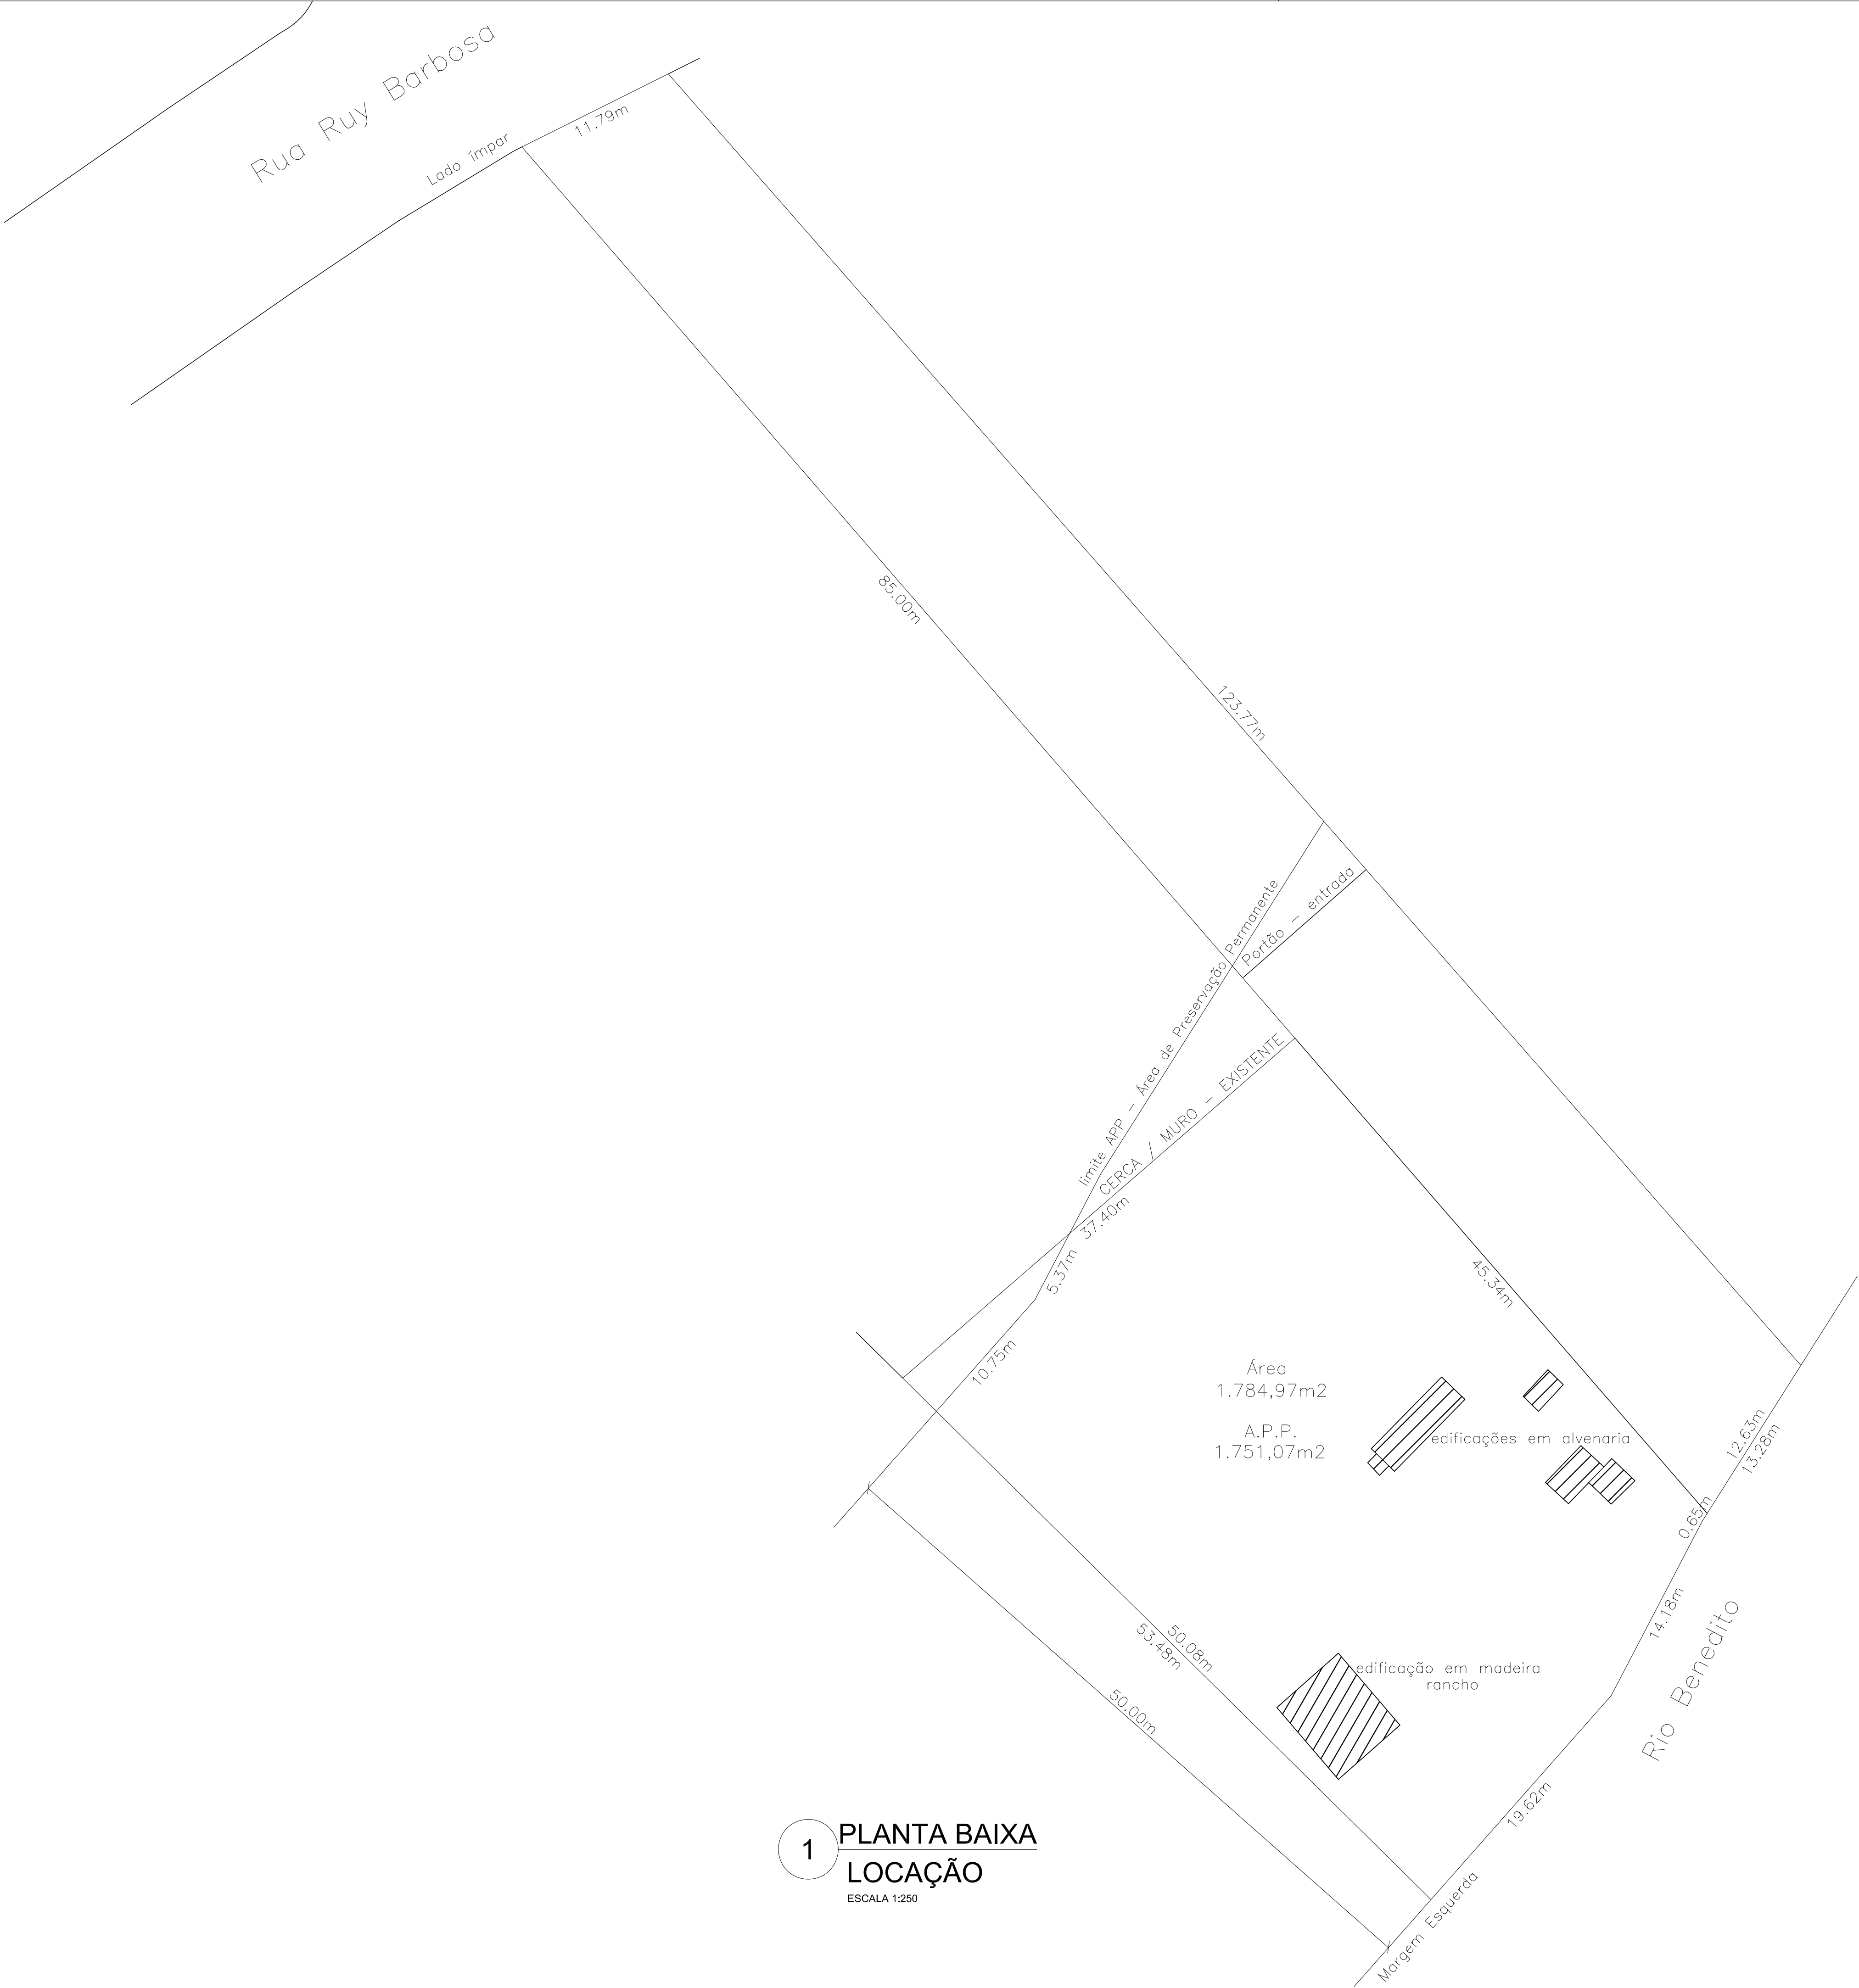 Rua Ruy Barbosa
Lado ímpar
11.79m
85.00m
123.77m
limite APP - Área de Preservação Permanente
Portão - entrada
CERCA / MURO - EXISTENTE
37.40m
5.37m
10.75m
45.34m
Área
1.784,97m2
A.P.P.
1.751,07m2
edificações em alvenaria
12.63m
13.28m
0.65m
14.18m
Rio Benedito
50.08m
53.48m
50.00m
edificação em madeira
rancho
19.62m
Margem Esquerda
1
PLANTA BAIXA
LOCAÇÃO
ESCALA 1:250